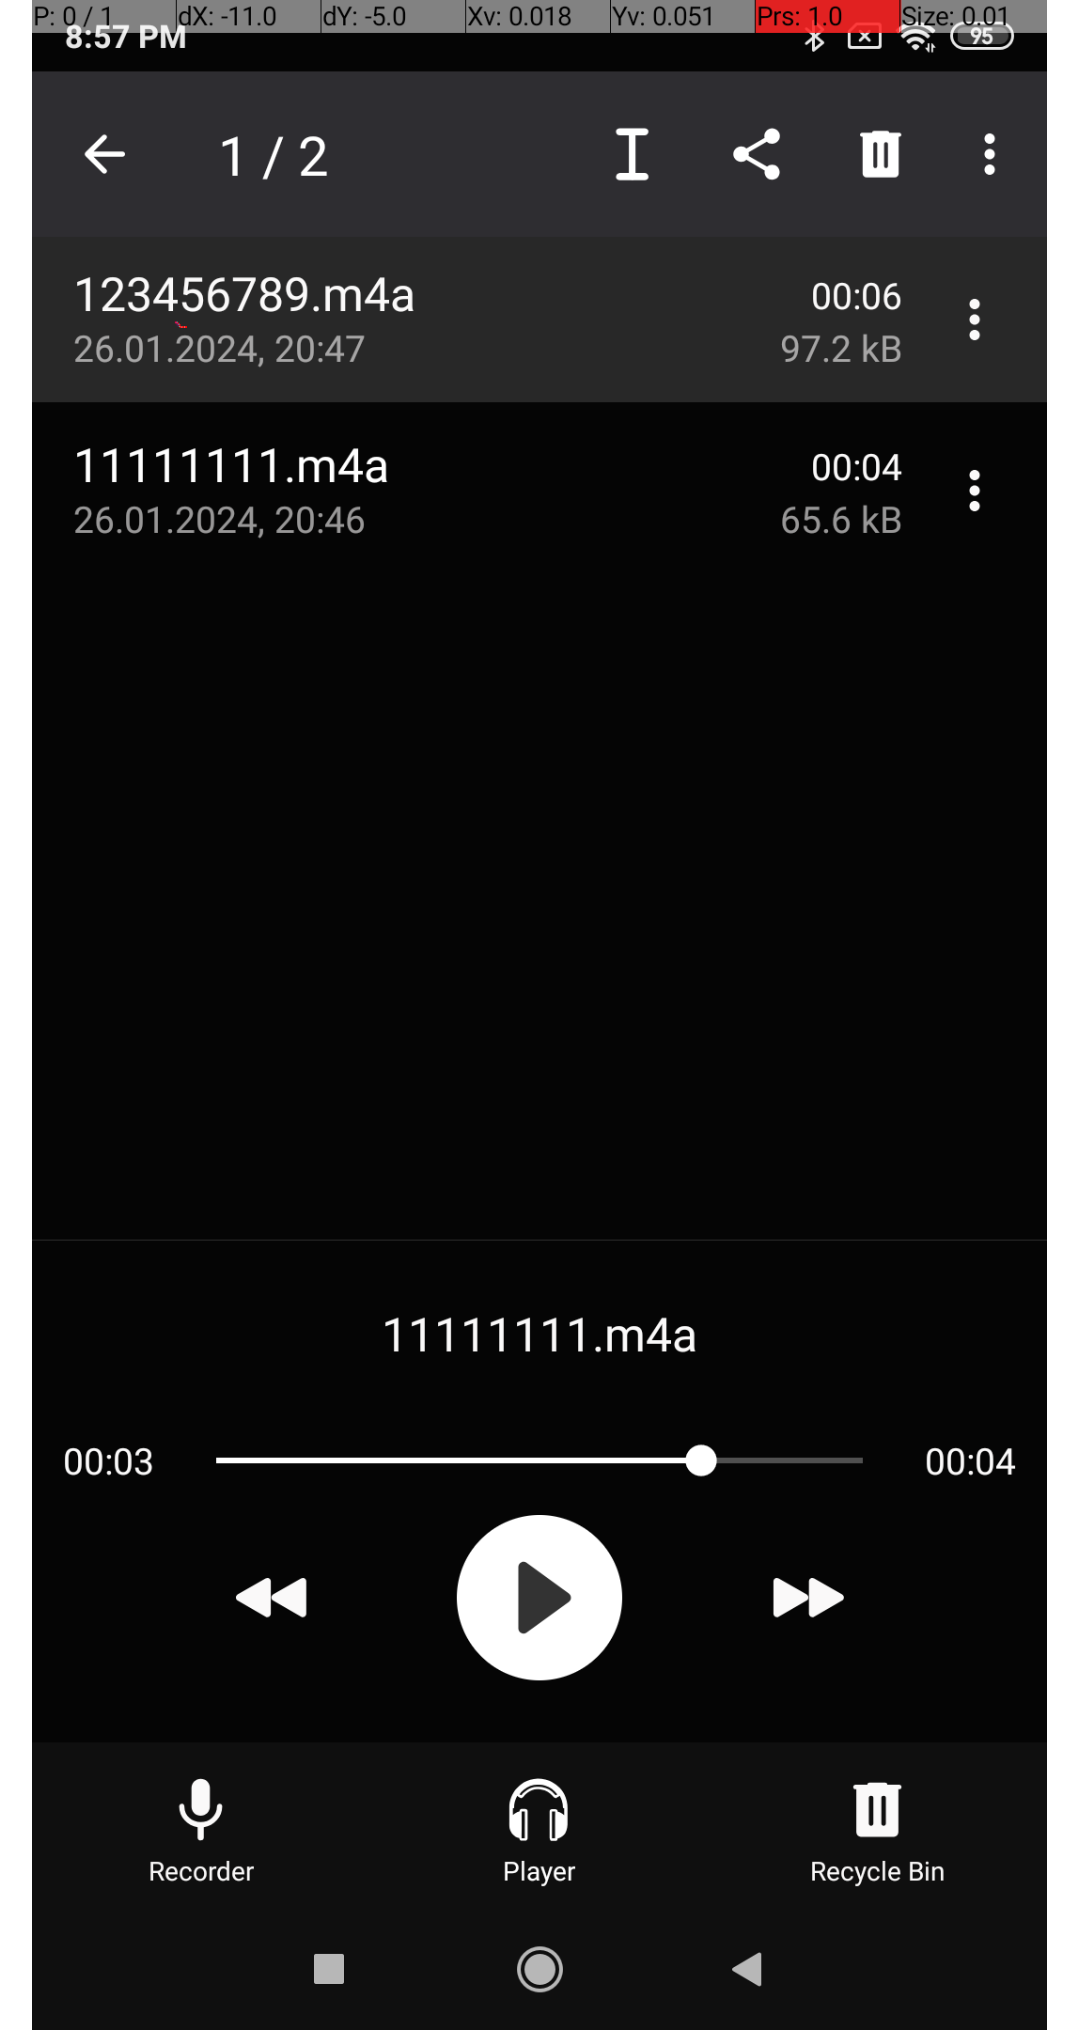 P: 0 / 1 dX: -11.0 dY: -5.0 Xv: 0.018 Yv: 0.051 Prs: 1.0 Size: 0.01
8:57 PM 95
1 / 2
123456789.m4a 00:06
26.01.2024, 20:47 97.2 kB
11111111.m4a 00:04
26.01.2024, 20:46 65.6 kB
11111111.m4a
00:03 00:04
Recorder Player Recycle Bin